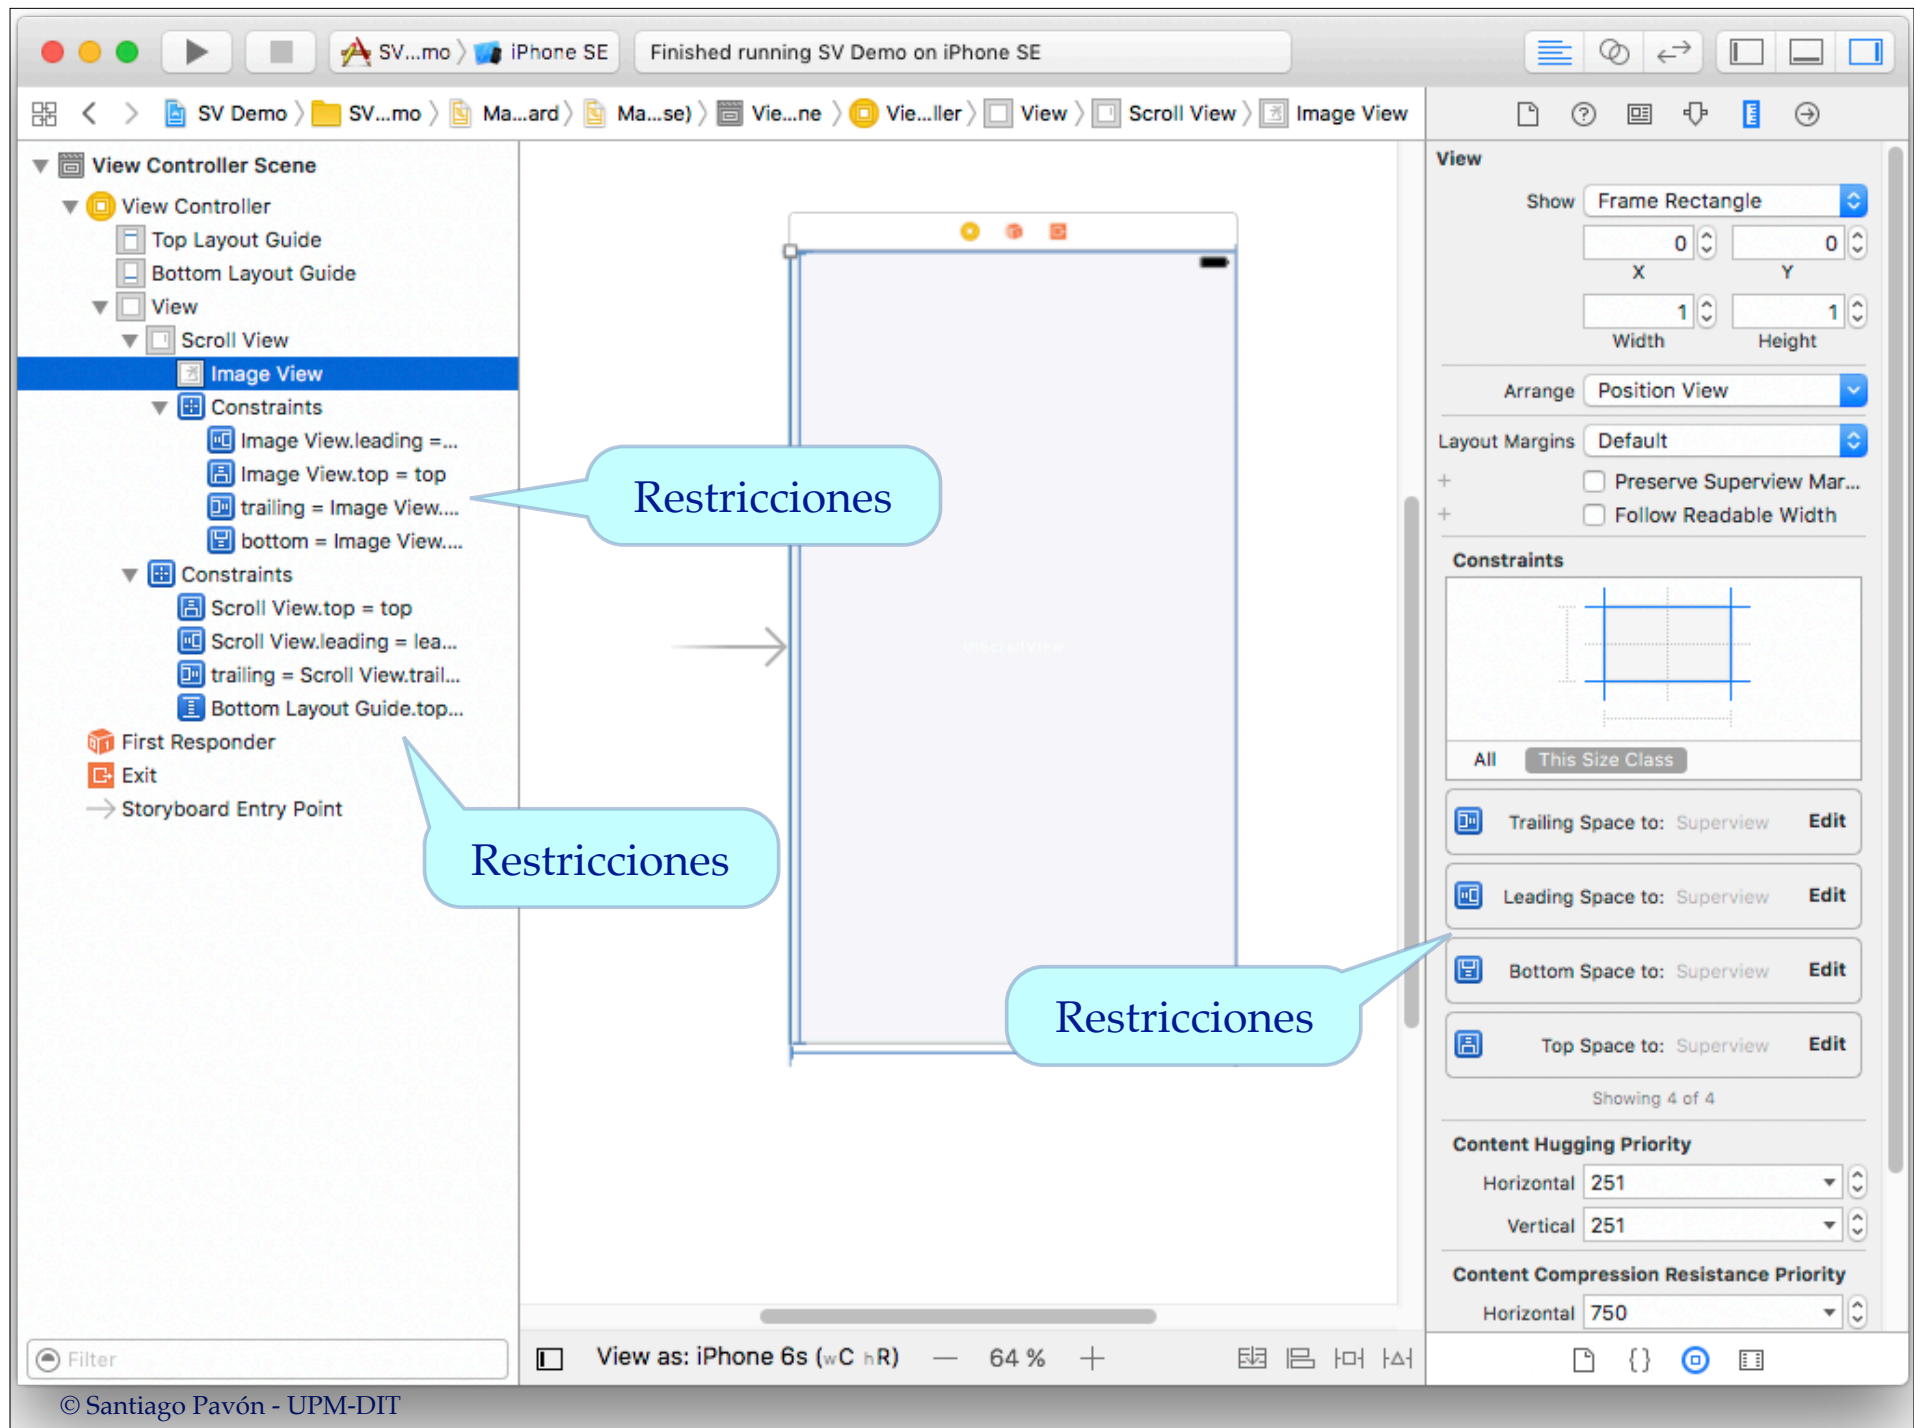 SV...mo
iPhone SE
Finished running SV Demo on iPhone SE
SV Demo
SV...mo
Ma...ard
Ma...se)
Vie...ne
Vie...ller
View
Scroll View
Image View
View Controller Scene
View Controller
Top Layout Guide
Bottom Layout Guide
View
Scroll View
Image View
Constraints
Image View.leading =...
Image View.top = top
trailing = Image View....
bottom = Image View....
Constraints
Scroll View.top = top
Scroll View.leading = lea...
trailing = Scroll View.trail...
Bottom Layout Guide.top...
First Responder
Exit
Storyboard Entry Point
Filter
Restricciones
Restricciones
UIScrollView
Restricciones
View as: iPhone 6s (wC hR)
64 %
View
Show Frame Rectangle
0 0
X Y
1 1
Width Height
Arrange Position View
Layout Margins Default
Preserve Superview Mar...
Follow Readable Width
Constraints
All This Size Class
Trailing Space to: Superview Edit
Leading Space to: Superview Edit
Bottom Space to: Superview Edit
Top Space to: Superview Edit
Showing 4 of 4
Content Hugging Priority
Horizontal 251
Vertical 251
Content Compression Resistance Priority
Horizontal 750
© Santiago Pavón - UPM-DIT